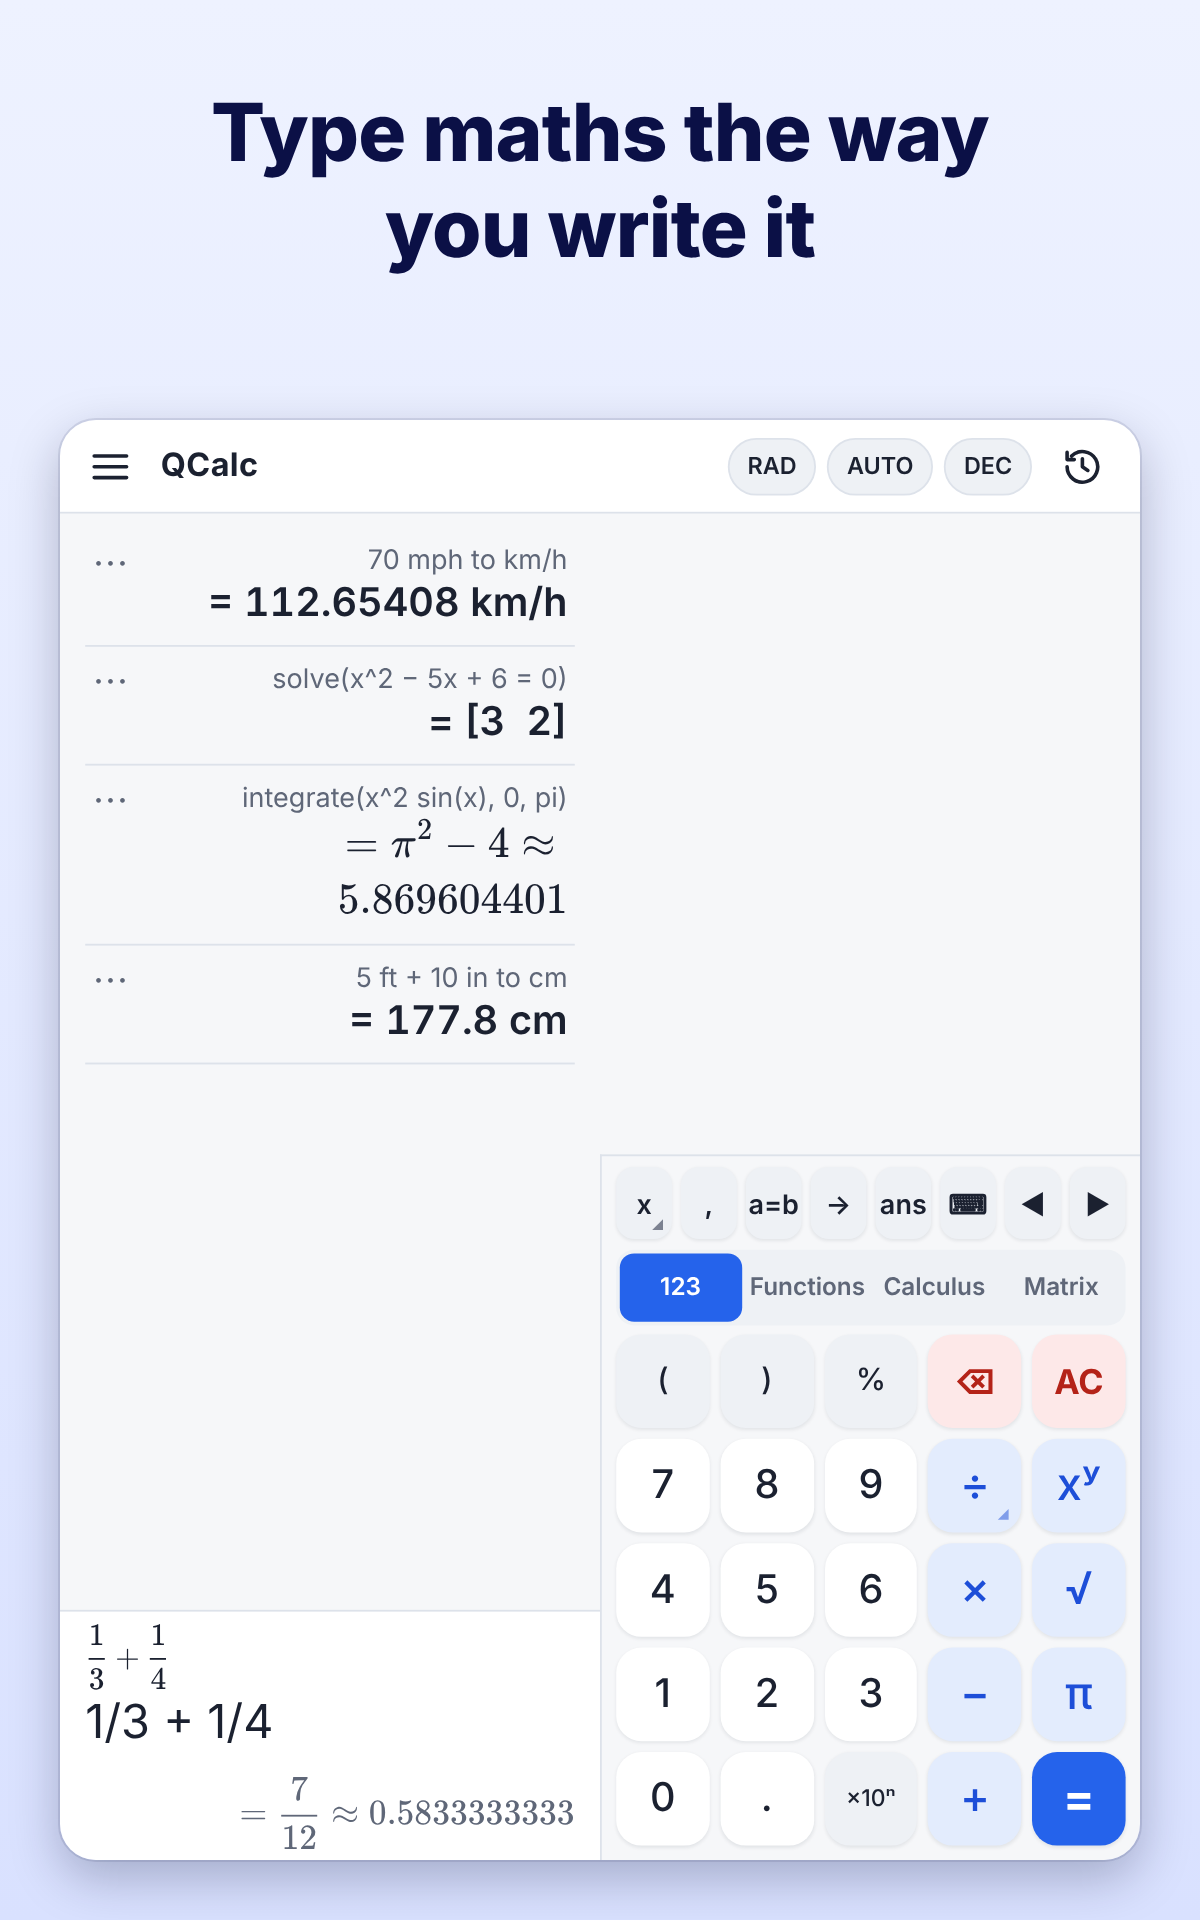 Type maths the way
you write it
QCalc RAD AUTO DEC
... 70 mph to km/h
= 112.65408 km/h
... solve(x^2 − 5x + 6 = 0)
= [3 2]
... integrate(x^2 sin(x), 0, pi)
= π² − 4 ≈
5.869604401
... 5 ft + 10 in to cm
= 177.8 cm
x , a=b → ans ⌨ ◀ ▶
123 Functions Calculus Matrix
( ) % ⌫ AC
7 8 9 ÷ xʸ
4 5 6 × √
1 2 3 − π
0 . ×10ⁿ + =
1/3 + 1/4
1/3 + 1/4
= 7/12 ≈ 0.5833333333